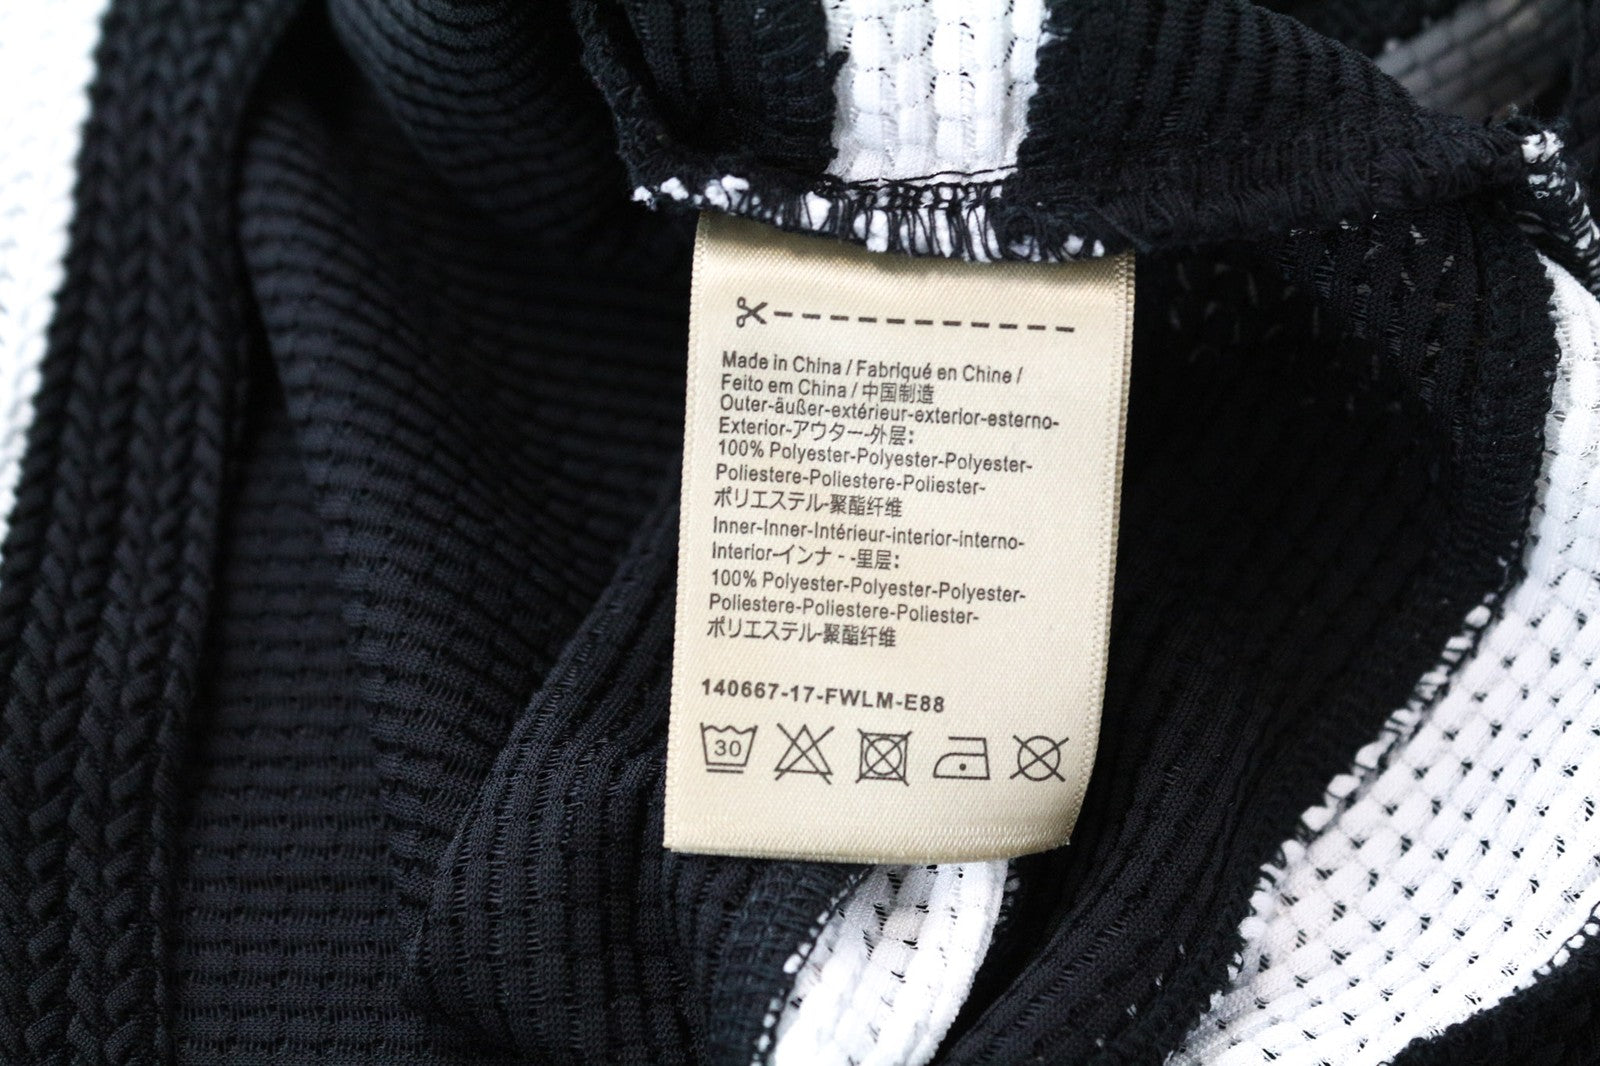 Made in China / Fabriqué en Chine /
Feito em China / 中国制造
Outer-äußer-extérieur-exterior-esterno-
Exterior-アウター-外层:
100% Polyester-Polyester-Polyester-
Poliestere-Poliestere-Poliester-
ポリエステル-聚酯纤维
Inner-Inner-Intérieur-interior-interno-
Interior-インナ - -里层:
100% Polyester-Polyester-Polyester-
Poliestere-Poliestere-Poliester-
ポリエステル-聚酯纤维
140667-17-FWLM-E88
30